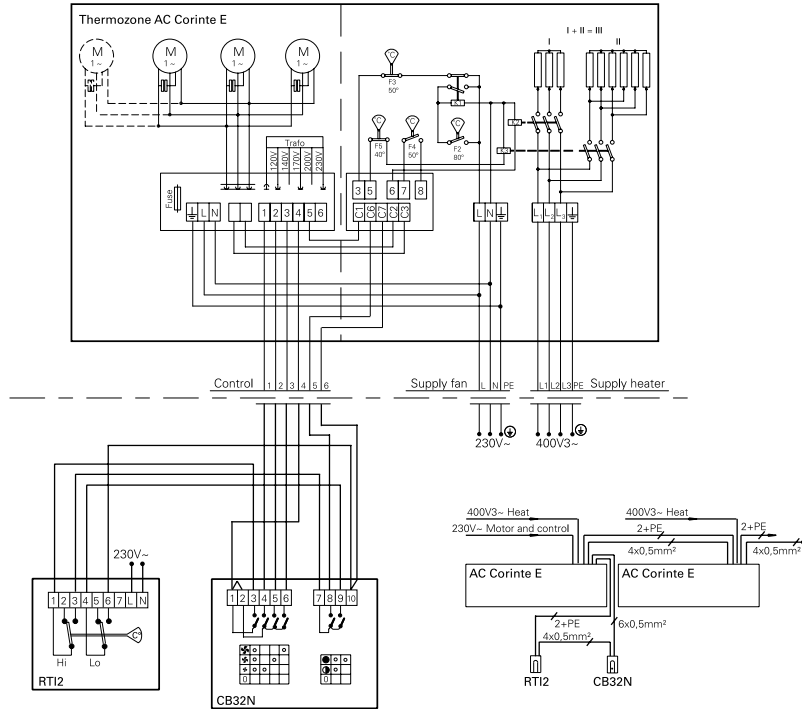 Thermozone AC Corinte E
M M M M
1~ 1~ 1~ 1~
I + II = III
I II
C
F3
50°
K1
K2
C C C
F5
40°
F4
50°
F2
80°
K3
Trafo
120V 140V 170V 200V 230V
Fuse
3 5 6 7 8
L N 1 2 3 4 5 6 C1 C6 C7 C2 C3 L N L1 L2 L3
Control 1 2 3 4 5 6 Supply fan L N PE L1 L2 L3 PE Supply heater
230V~ 400V3~
400V3~ Heat 400V3~ Heat
230V~ Motor and control 2+PE 2+PE
4x0,5mm² 4x0,5mm²
AC Corinte E AC Corinte E
230V~
1 2 3 4 5 6 7 L N
C°
Hi Lo
RTI2
1 2 3 4 5 6 7 8 9 10
0 0
CB32N
2+PE 6x0,5mm²
4x0,5mm²
RTI2 CB32N